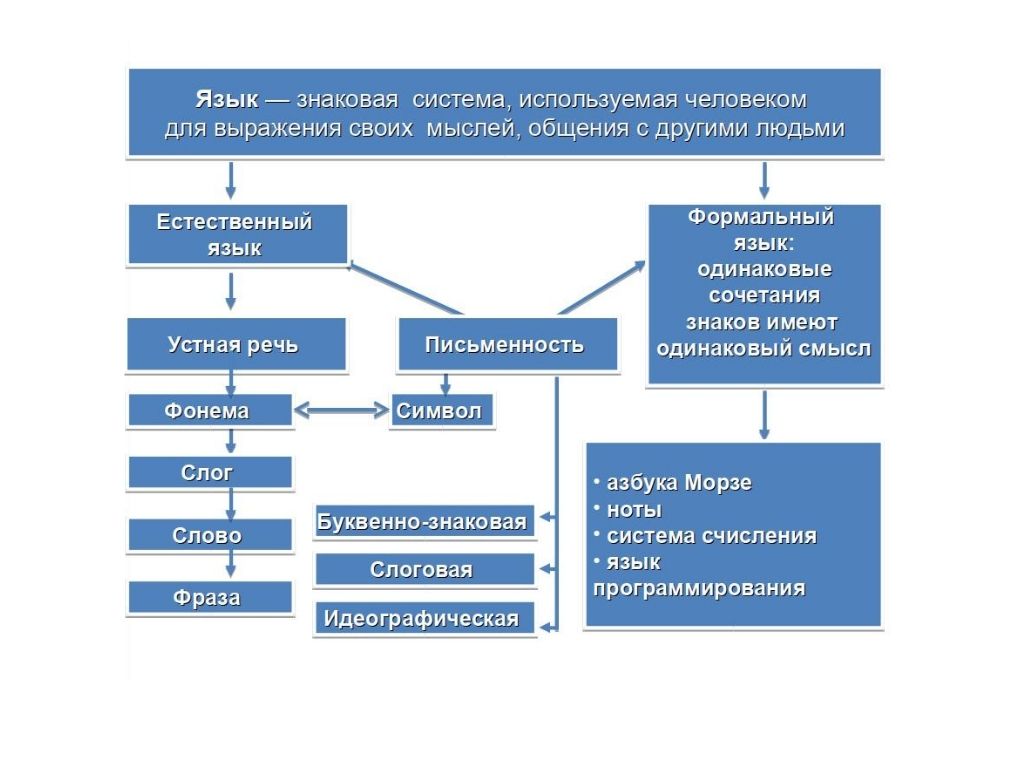 Язык — знаковая система, используемая человеком
для выражения своих мыслей, общения с другими людьми
Естественный
язык
Формальный
язык:
одинаковые
сочетания
знаков имеют
одинаковый смысл
Устная речь
Письменность
Фонема
Символ
Слог
Слово
Фраза
Буквенно-знаковая
Слоговая
Идеографическая
• азбука Морзе
• ноты
• система счисления
• язык
программирования